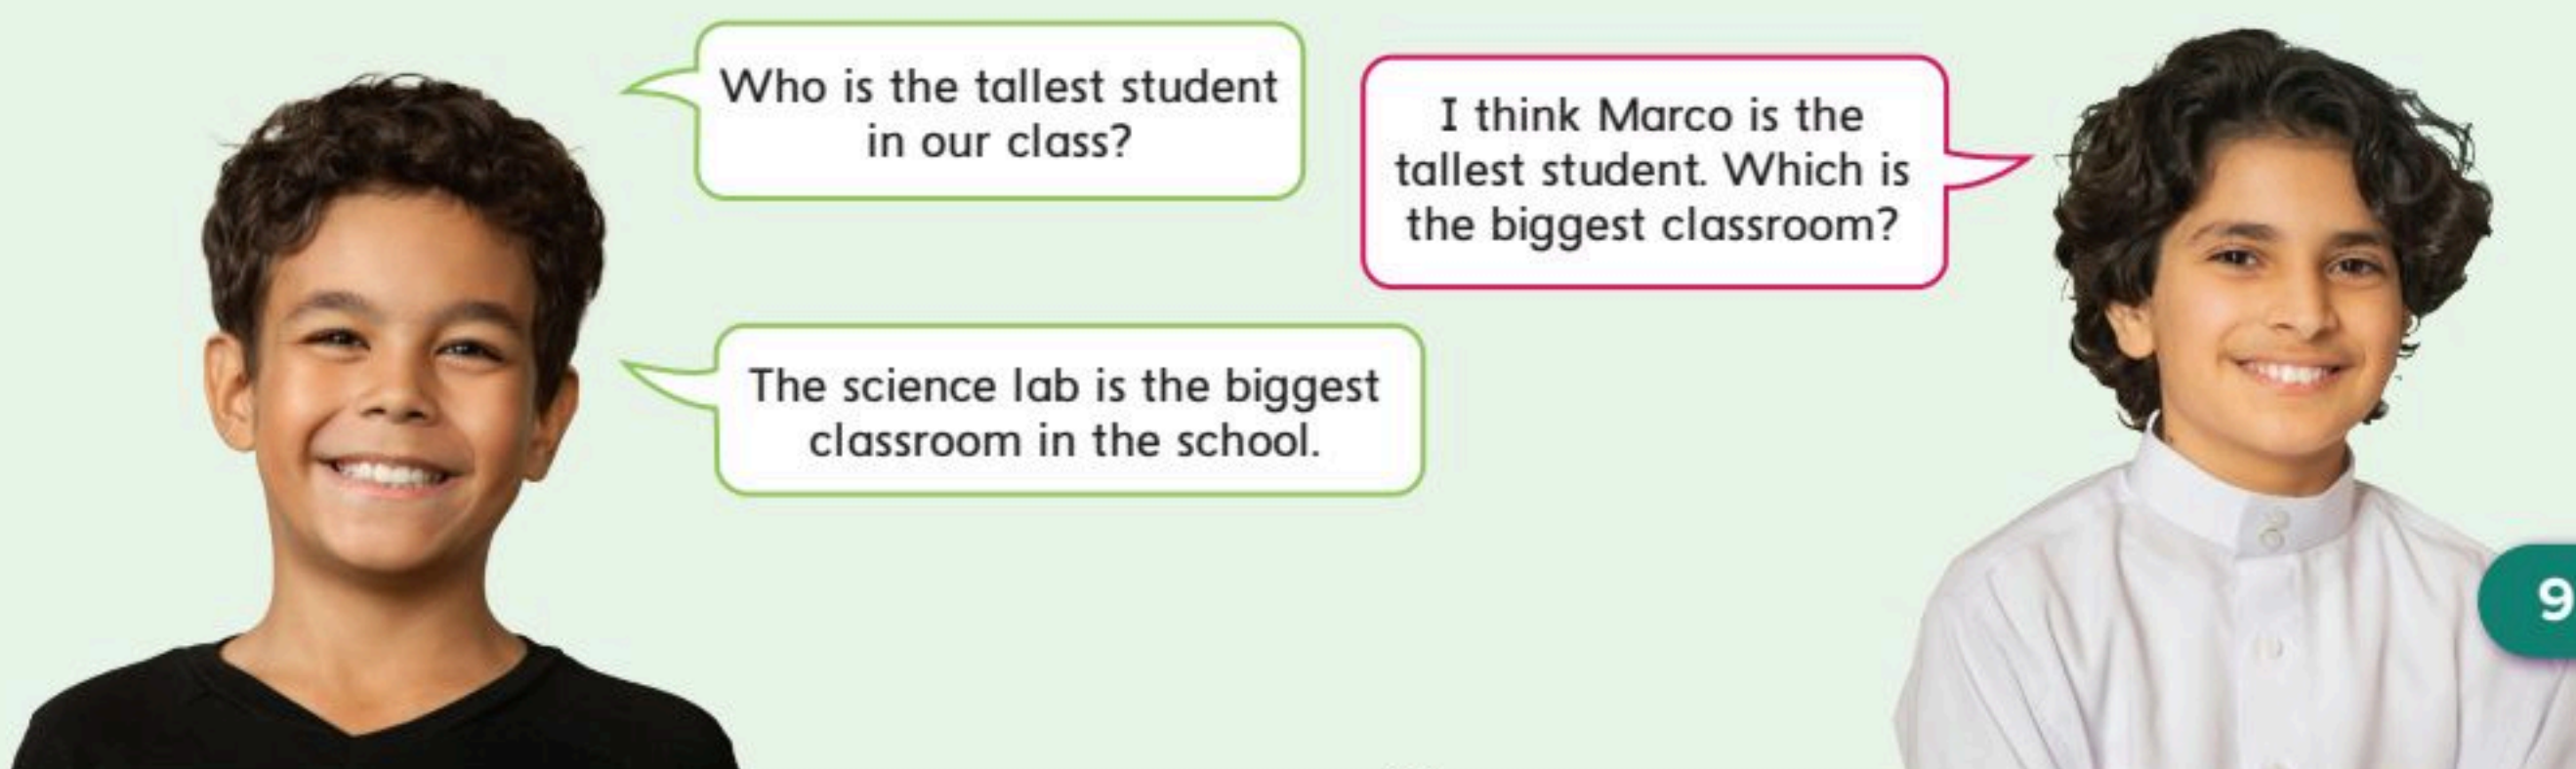 Who is the tallest student
in our class?
I think Marco is the
tallest student. Which is
the biggest classroom?
The science lab is the biggest
classroom in the school.
9